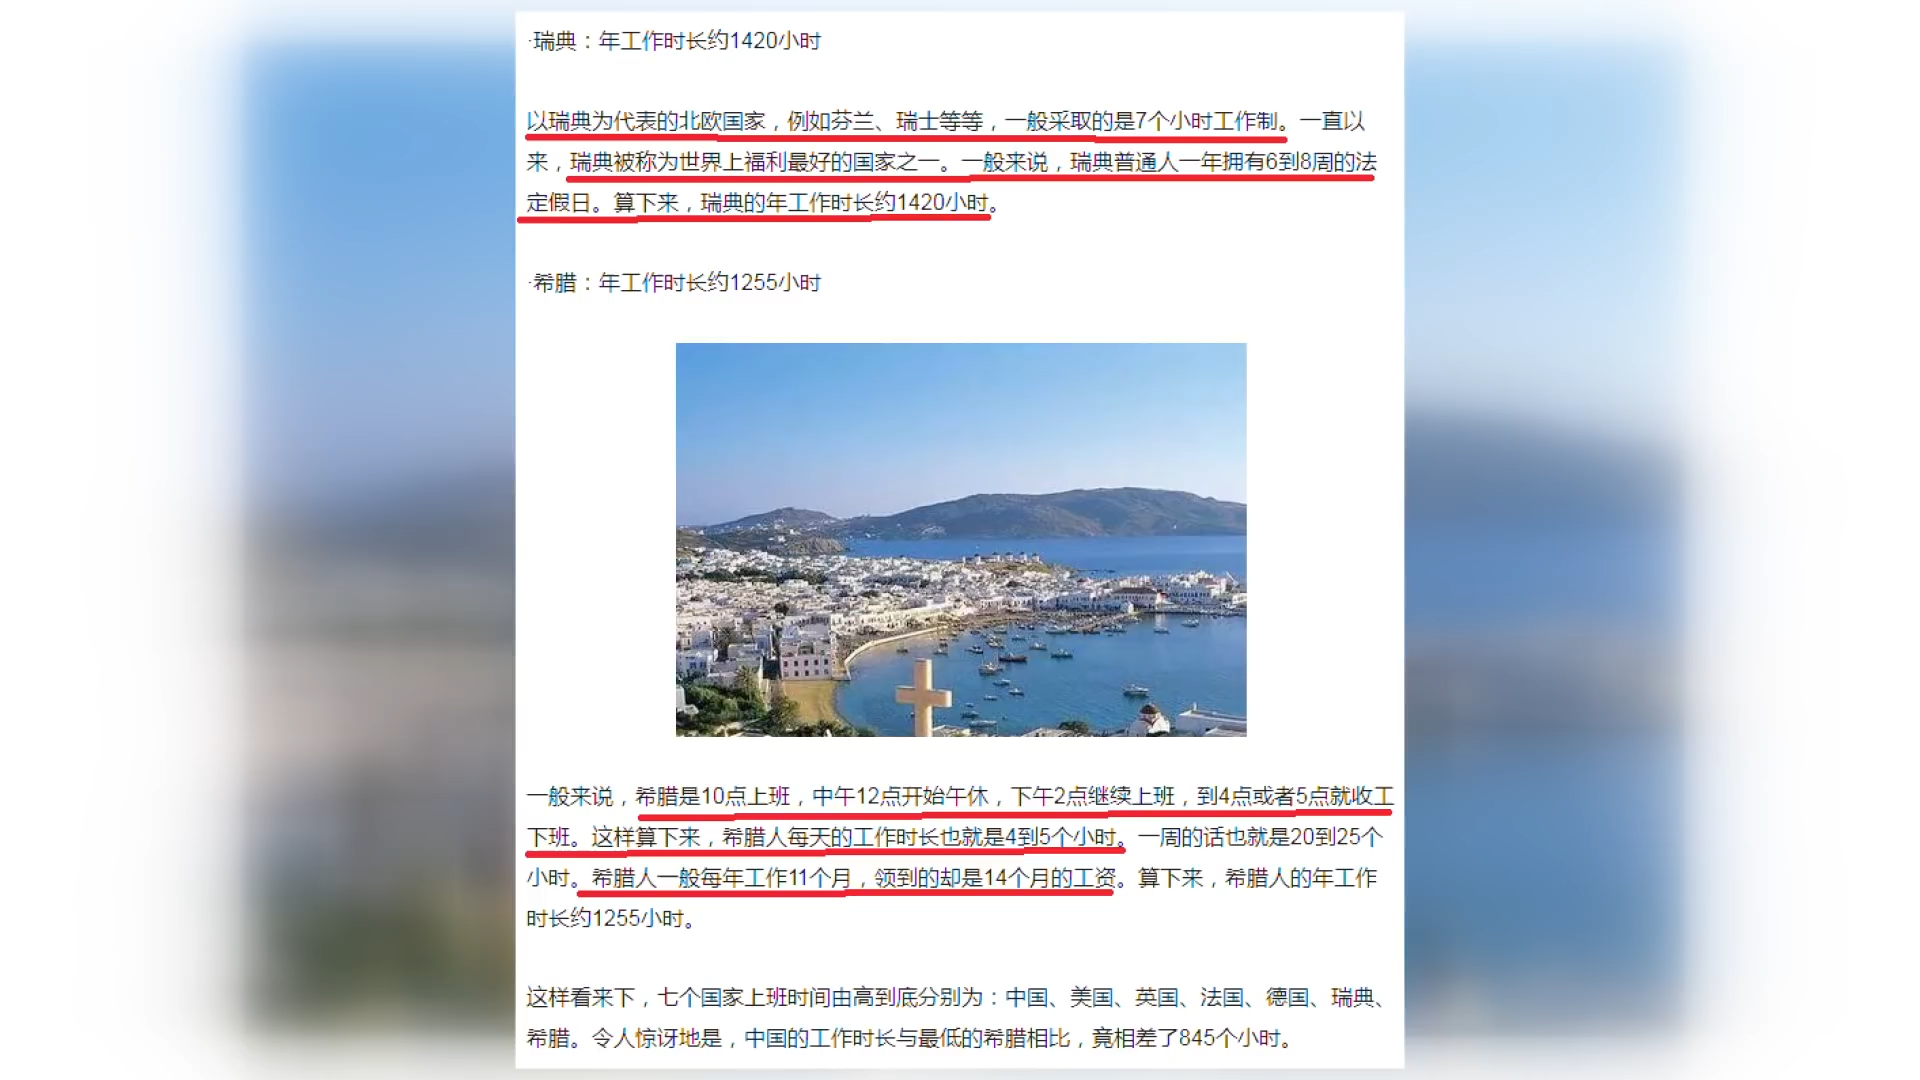 ·瑞典：年工作时长约1420小时
以瑞典为代表的北欧国家，例如芬兰、瑞士等等，一般采取的是7个小时工作制。一直以
来，瑞典被称为世界上福利最好的国家之一。一般来说，瑞典普通人一年拥有6到8周的法
定假日。算下来，瑞典的年工作时长约1420小时。
·希腊：年工作时长约1255小时
一般来说，希腊是10点上班，中午12点开始午休，下午2点继续上班，到4点或者5点就收工
下班。这样算下来，希腊人每天的工作时长也就是4到5个小时。一周的话也就是20到25个
小时。希腊人一般每年工作11个月，领到的却是14个月的工资。算下来，希腊人的年工作
时长约1255小时。
这样看来下，七个国家上班时间由高到底分别为：中国、美国、英国、法国、德国、瑞典、
希腊。令人惊讶地是，中国的工作时长与最低的希腊相比，竟相差了845个小时。